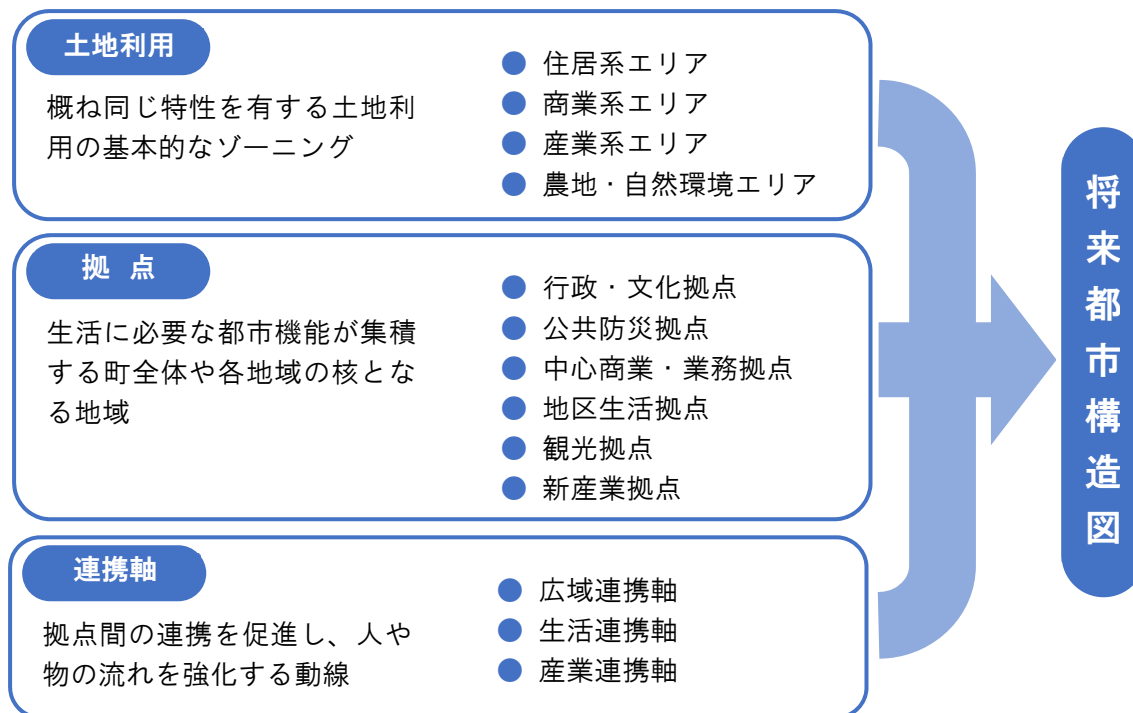 土地利用
概ね同じ特性を有する土地利
用の基本的なゾーニング
● 住居系エリア
● 商業系エリア
● 産業系エリア
● 農地・自然環境エリア
拠 点
生活に必要な都市機能が集積
する町全体や各地域の核とな
る地域
● 行政・文化拠点
● 公共防災拠点
● 中心商業・業務拠点
● 地区生活拠点
● 観光拠点
● 新産業拠点
連携軸
拠点間の連携を促進し、人や
物の流れを強化する動線
● 広域連携軸
● 生活連携軸
● 産業連携軸
将来都市構造図